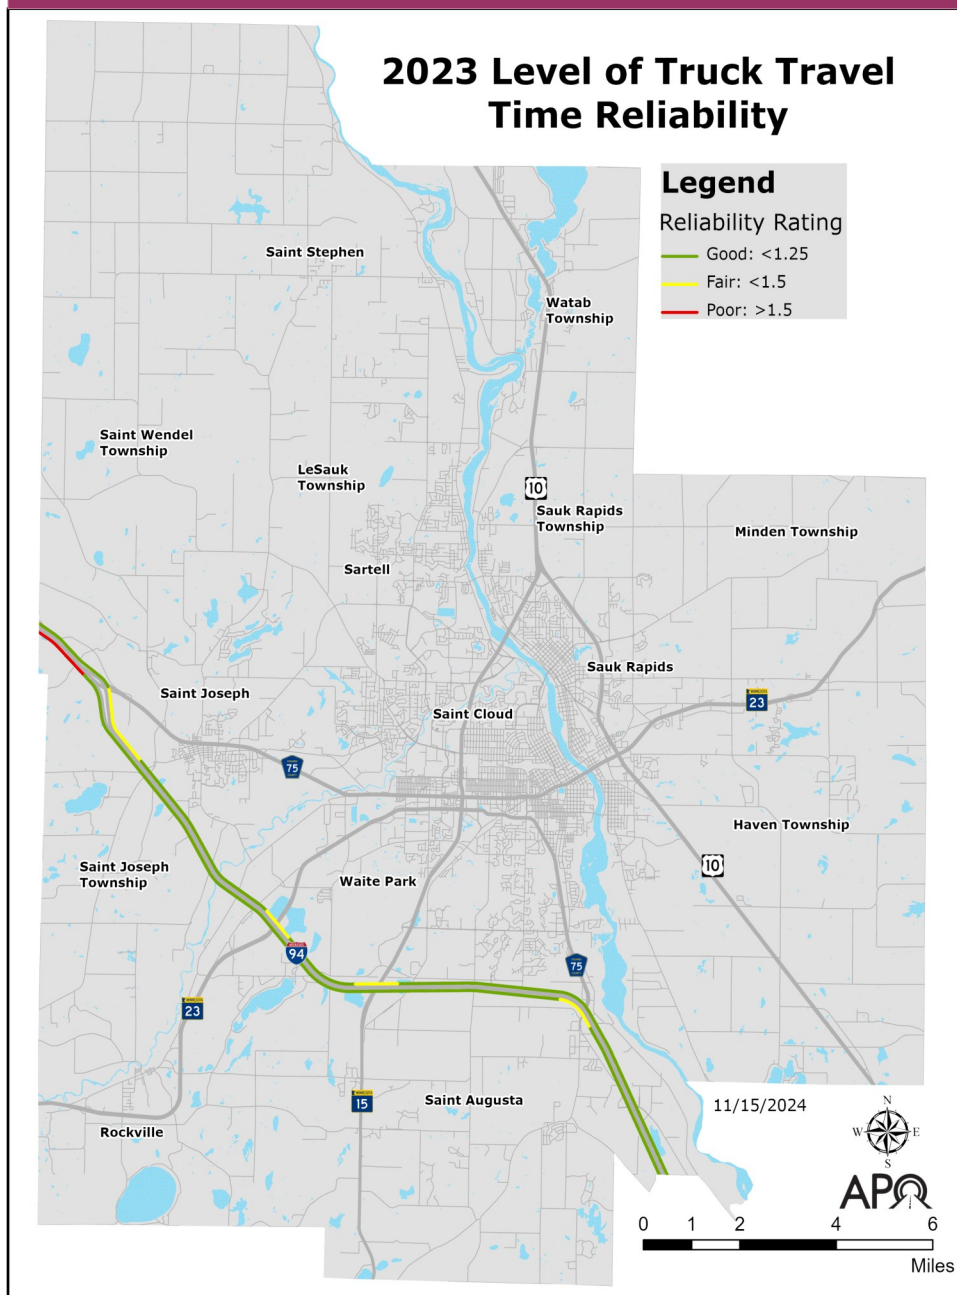 2023 Level of Truck Travel
Time Reliability
Legend
Reliability Rating
Good: <1.25
Fair: <1.5
Poor: >1.5
Saint Stephen
Watab
Township
Saint Wendel
Township
LeSauk
Township
10
Sauk Rapids
Township
Minden Township
Sartell
Sauk Rapids
Saint Joseph
23
Saint Cloud
75
Haven Township
Saint Joseph
Township
Waite Park
10
94
75
23
15
Saint Augusta
11/15/2024
Rockville
N
W E
S
APO
0 1 2 4 6
Miles